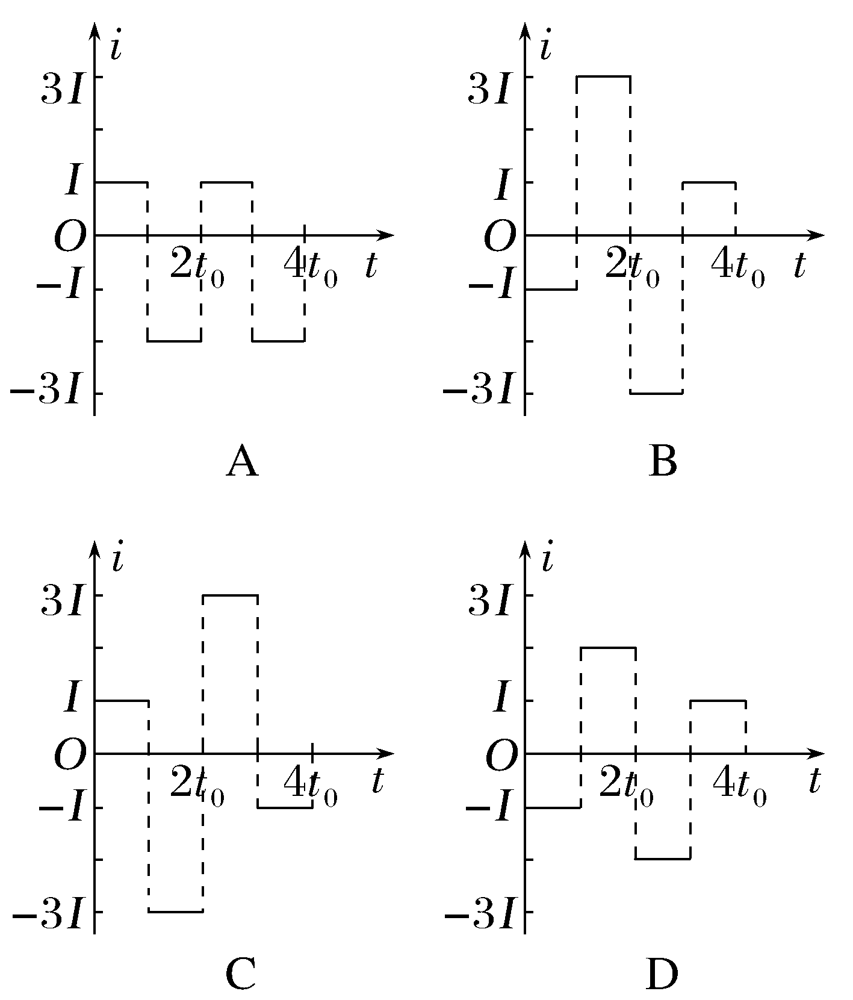 i i
3I 3I
I I
O O
2t₀ 4t₀ t 2t₀ 4t₀ t
−I −I
−3I −3I
A B
i i
3I 3I
I I
O O
2t₀ 4t₀ t 2t₀ 4t₀ t
−I −I
−3I −3I
C D